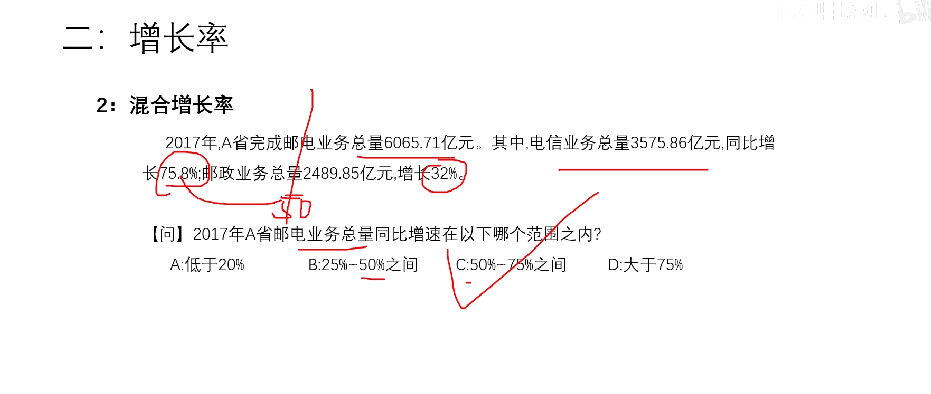 二：增长率
2：混合增长率
2017年,A省完成邮电业务总量6065.71亿元。其中,电信业务总量3575.86亿元,同比增
长75.8%;邮政业务总量2489.85亿元,增长32%。
50
【问】2017年A省邮电业务总量同比增速在以下哪个范围之内?
A:低于20% B:25%~50%之间 C:50%~75%之间 D:大于75%